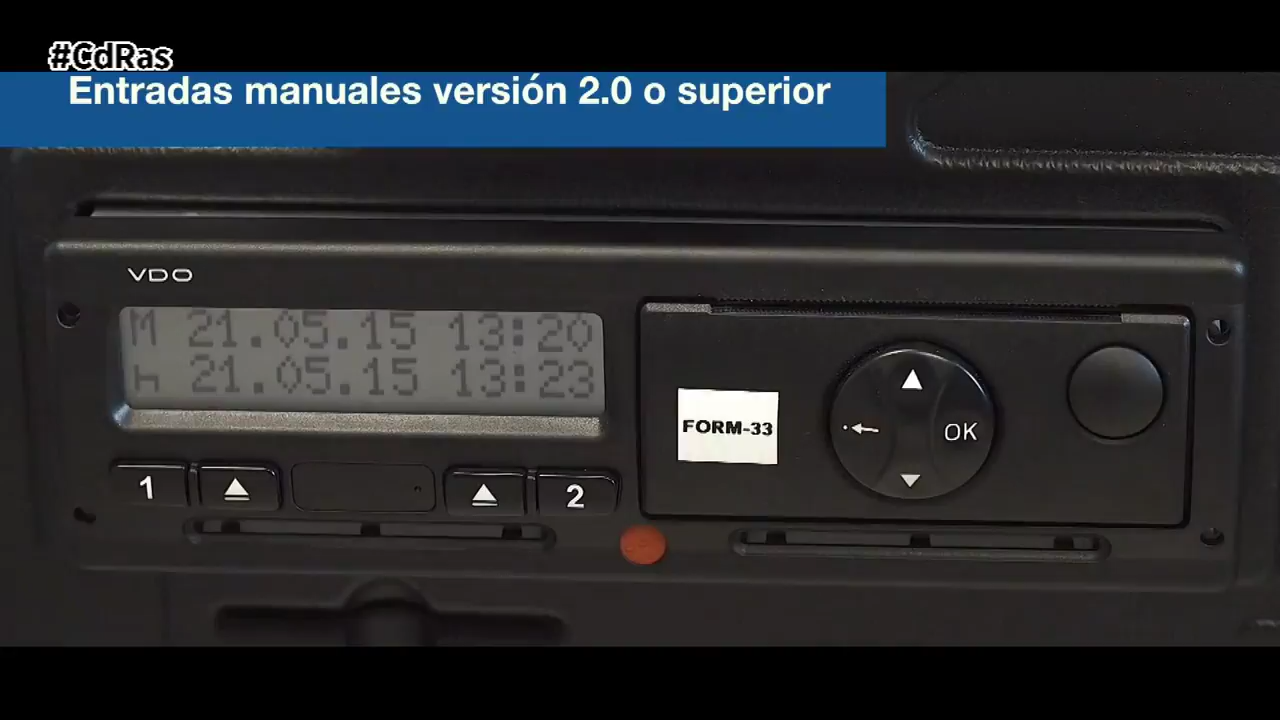 #CdRas
Entradas manuales versión 2.0 o superior
VDO
M 21.05.15 13:20
h 21.05.15 13:23
FORM-33
OK
1
2